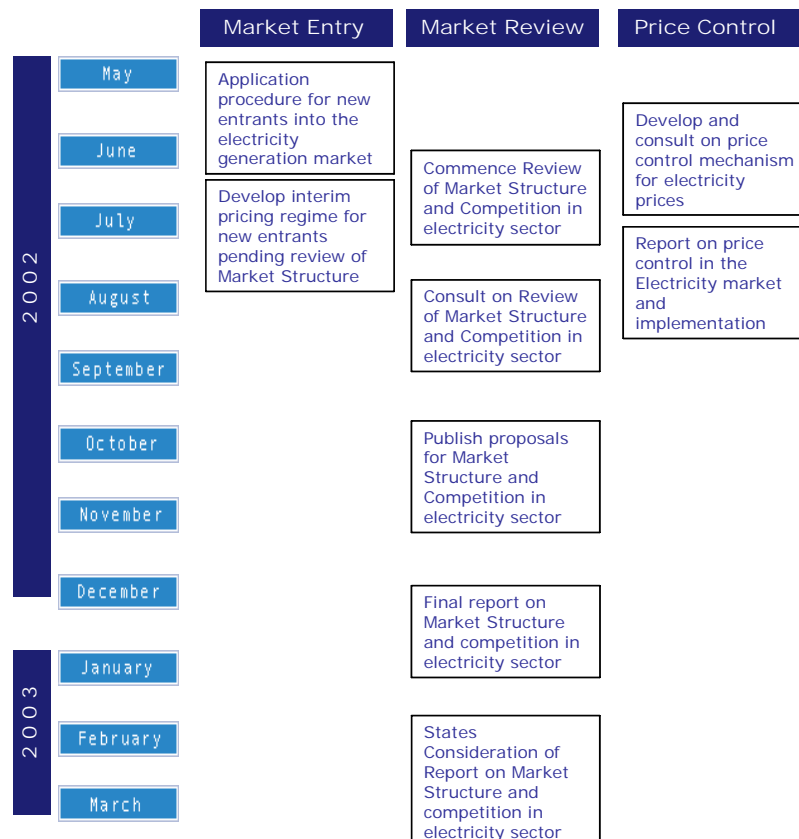 Market Entry
Market Review
Price Control
2002
May
June
July
August
September
October
November
December
2003
January
February
March
Application
procedure for new
entrants into the
electricity
generation market
Develop interim
pricing regime for
new entrants
pending review of
Market Structure
Commence Review
of Market Structure
and Competition in
electricity sector
Consult on Review
of Market Structure
and Competition in
electricity sector
Publish proposals
for Market
Structure and
Competition in
electricity sector
Final report on
Market Structure
and competition in
electricity sector
States
Consideration of
Report on Market
Structure and
competition in
electricity sector
Develop and
consult on price
control mechanism
for electricity
prices
Report on price
control in the
Electricity market
and
implementation